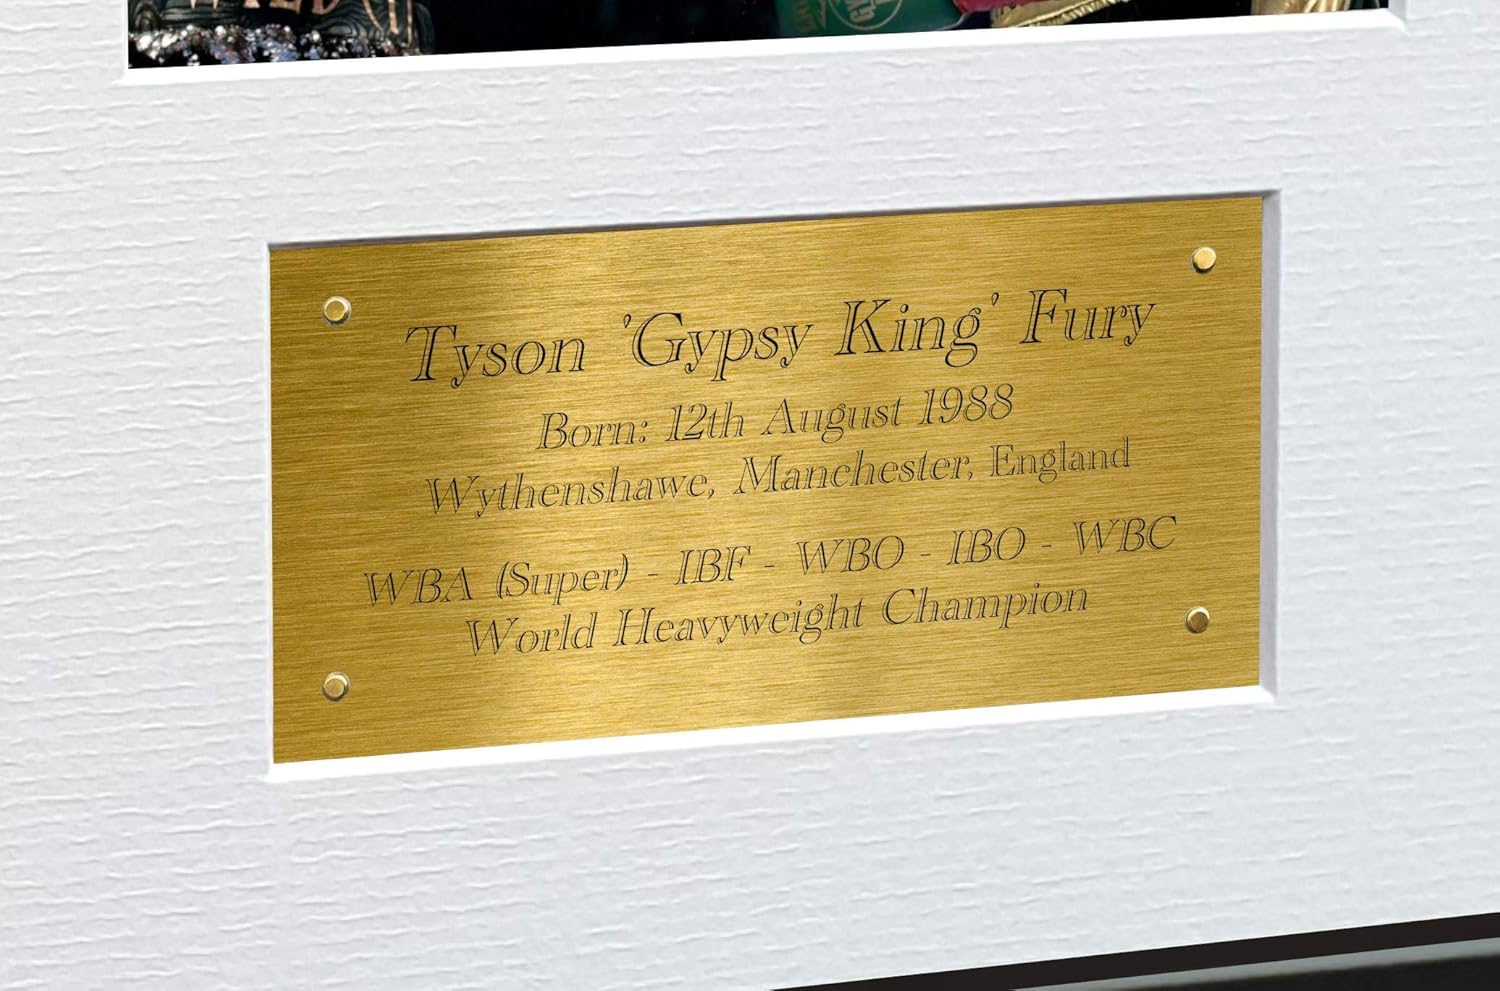 Tyson 'Gypsy King' Fury
Born: 12th August 1988
Wythenshawe, Manchester, England
WBA (Super) - IBF - WBO - IBO - WBC
World Heavyweight Champion